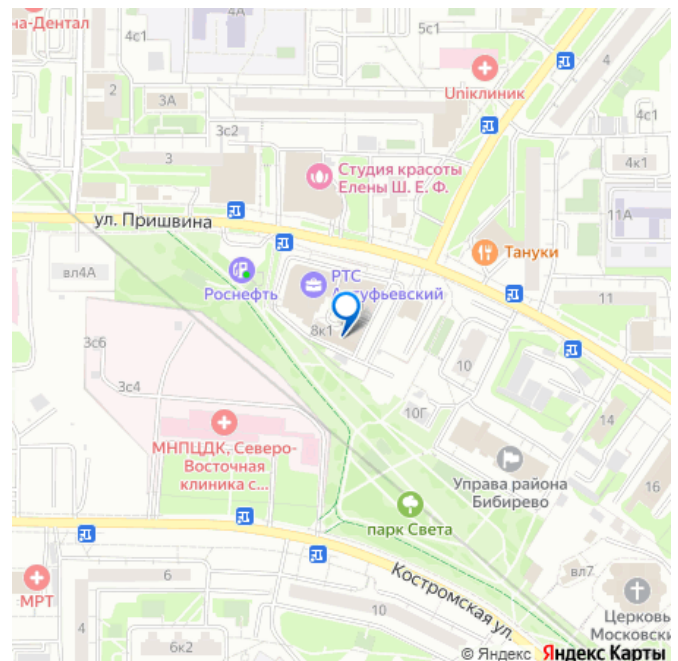 на-Дентал
4А
4с1
5с1
4
2
3А
Uniклиник
4с1
3с2
3
4к1
Студия красоты
Елены Ш. Е. Ф.
11А
ул. Пришвина
Тануки
вл4А
Роснефть
РТС
11
8к1
3с6
10
3с4
10Г
14
МНПЦДК, Северо-
Восточная
клиника с...
Управа района
Бибирево
16
парк Света
6
вл7
МРТ
Костромская ул.
10
4
Церковь
Московски
6к2
© Яндекс Яндекс Карты